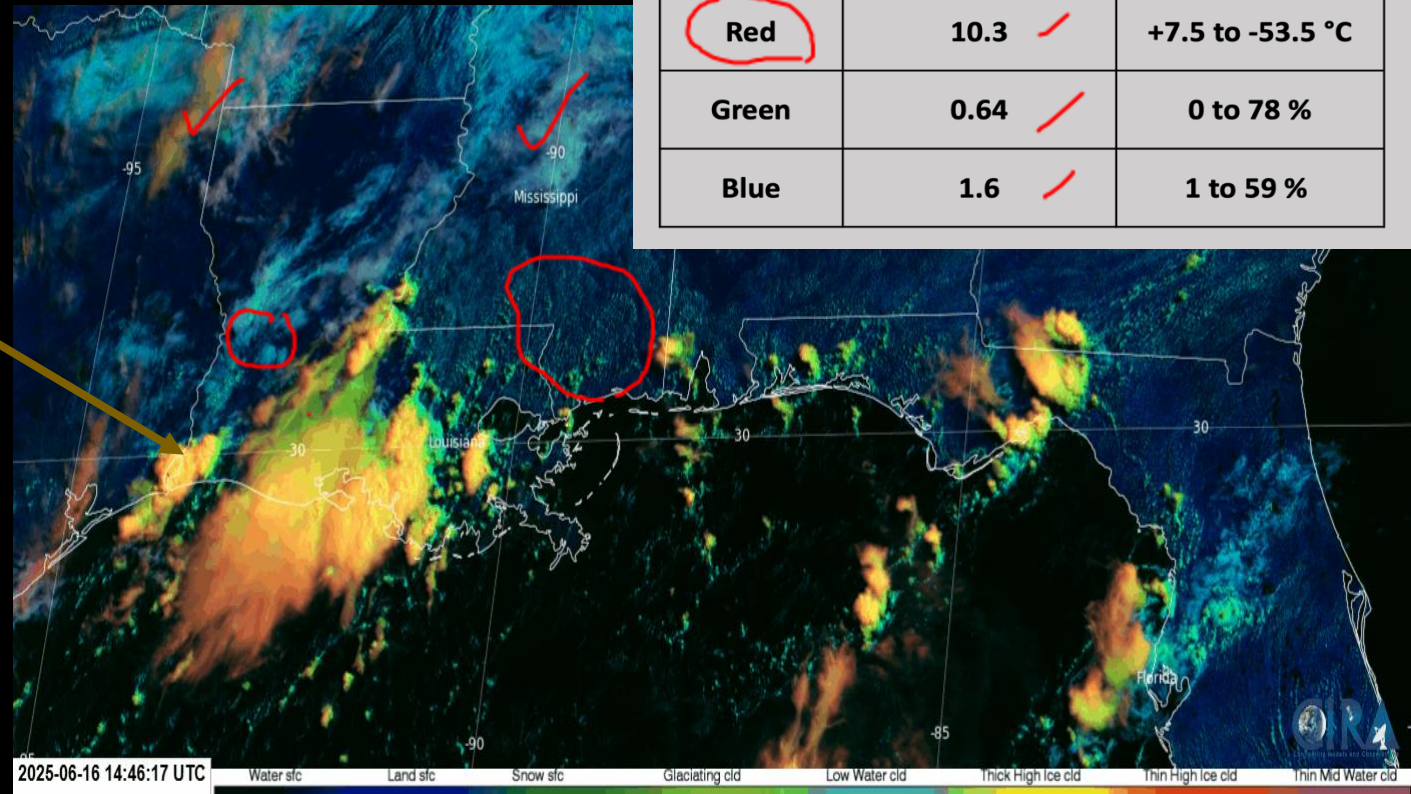 Red 10.3 +7.5 to -53.5 °C
Green 0.64 0 to 78 %
Blue 1.6 1 to 59 %
-95
-90
Mississippi
Louisiana
-30
30
30
Florida
-90
-85
CIRA
2025-06-16 14:46:17 UTC
Water sfc Land sfc Snow sfc Glaciating cld Low Water cld Thick High Ice cld Thin High Ice cld Thin Mid Water cld